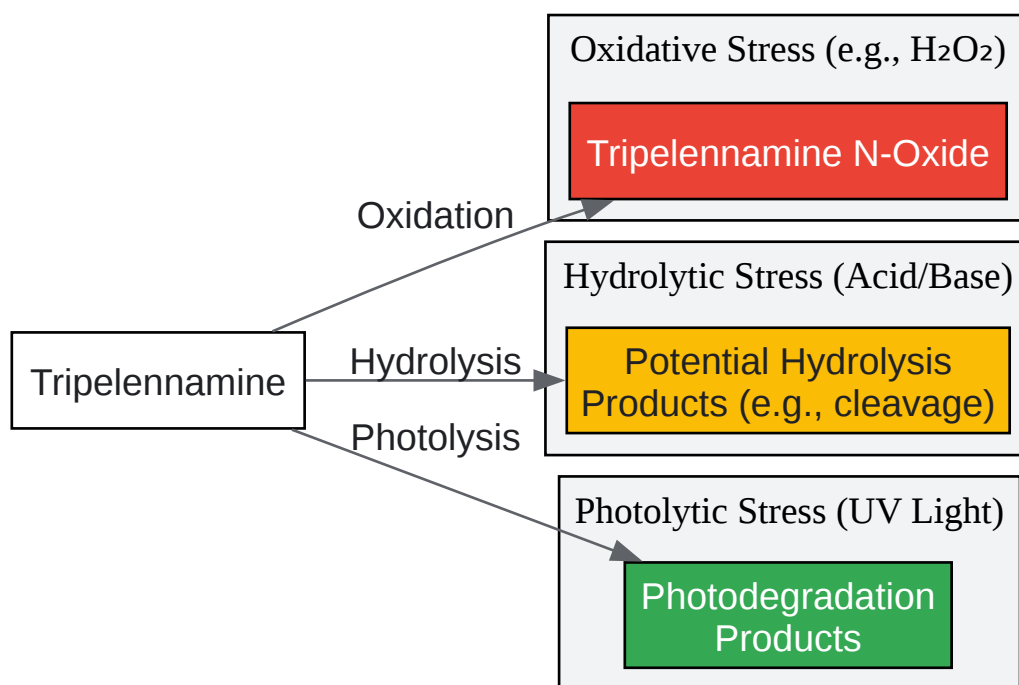 Oxidative Stress (e.g., H₂O₂)
Tripelennamine N-Oxide
Oxidation
Hydrolytic Stress (Acid/Base)
Tripelennamine
Hydrolysis
Potential Hydrolysis
Products (e.g., cleavage)
Photolysis
Photolytic Stress (UV Light)
Photodegradation
Products